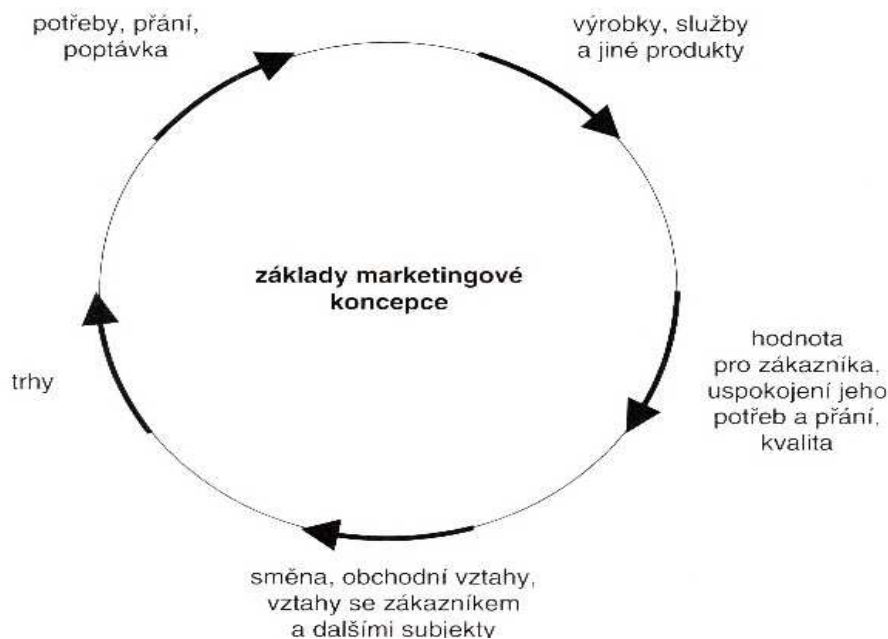 potřeby, přání,
poptávka
výrobky, služby
a jiné produkty
základy marketingové
koncepce
hodnota
pro zákazníka,
uspokojení jeho
potřeb a přání,
kvalita
trhy
směna, obchodní vztahy,
vztahy se zákazníkem
a dalšími subjekty